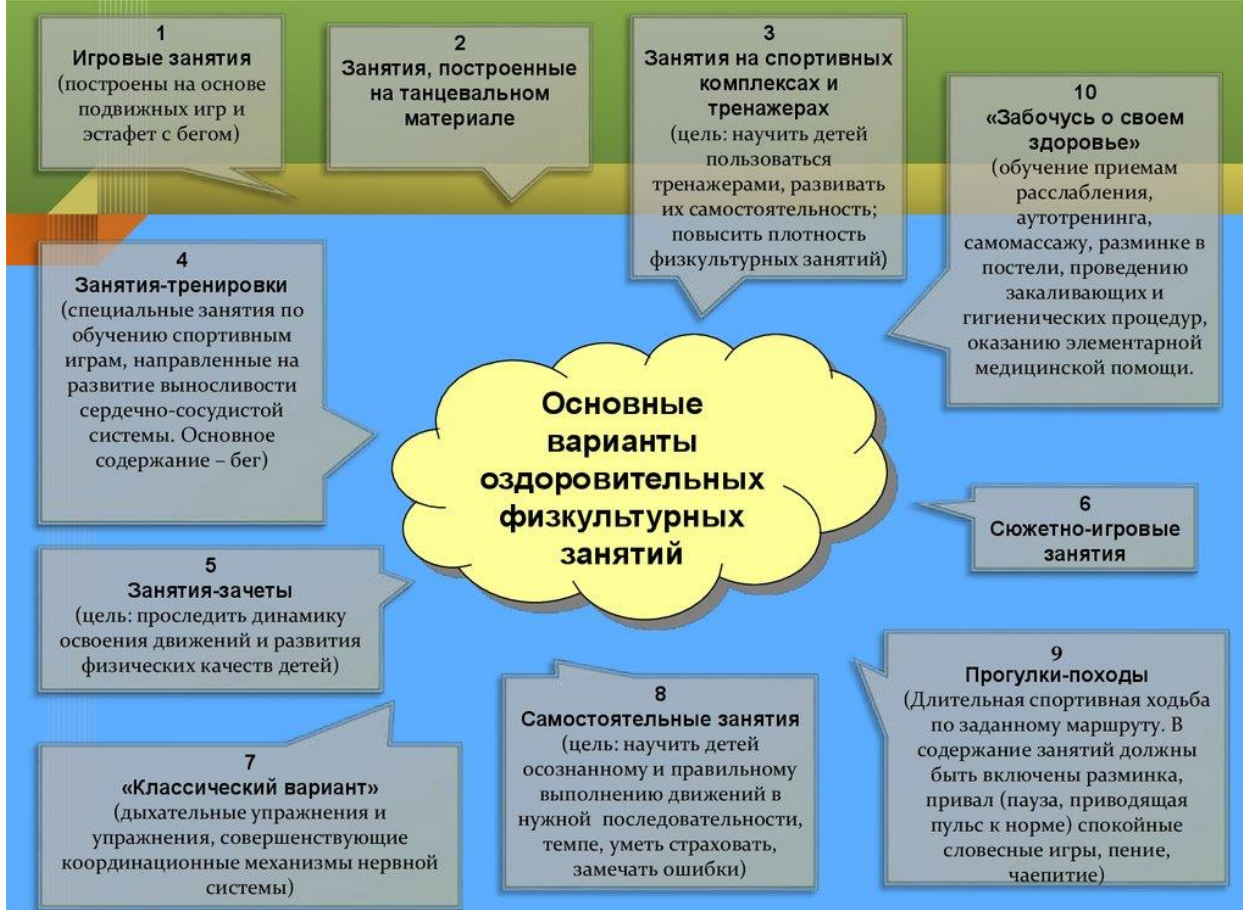 1
Игровые занятия
(построены на основе
подвижных игр и
эстафет с бегом)
2
Занятия, построенные
на танцевальном
материале
3
Занятия на спортивных
комплексах и
тренажерах
(цель: научить детей
пользоваться
тренажерами, развивать
их самостоятельность;
повысить плотность
физкультурных занятий)
10
«Забочусь о своем
здоровье»
(обучение приемам
расслабления,
аутотренинга,
самомассажу, разминке в
постели, проведению
закаливающих и
гигиенических процедур,
оказанию элементарной
медицинской помощи.
4
Занятия-тренировки
(специальные занятия по
обучению спортивным
играм, направленные на
развитие выносливости
сердечно-сосудистой
системы. Основное
содержание – бег)
Основные
варианты
оздоровительных
физкультурных
занятий
6
Сюжетно-игровые
занятия
5
Занятия-зачеты
(цель: проследить динамику
освоения движений и развития
физических качеств детей)
7
«Классический вариант»
(дыхательные упражнения и
упражнения, совершенствующие
координационные механизмы нервной
системы)
8
Самостоятельные занятия
(цель: научить детей
осознанному и правильному
выполнению движений в
нужной последовательности,
темпе, уметь страховать,
замечать ошибки)
9
Прогулки-походы
(Длительная спортивная ходьба
по заданному маршруту. В
содержание занятий должны
быть включены разминка,
привал (пауза, приводящая
пульс к норме) спокойные
словесные игры, пение,
чаепитие)